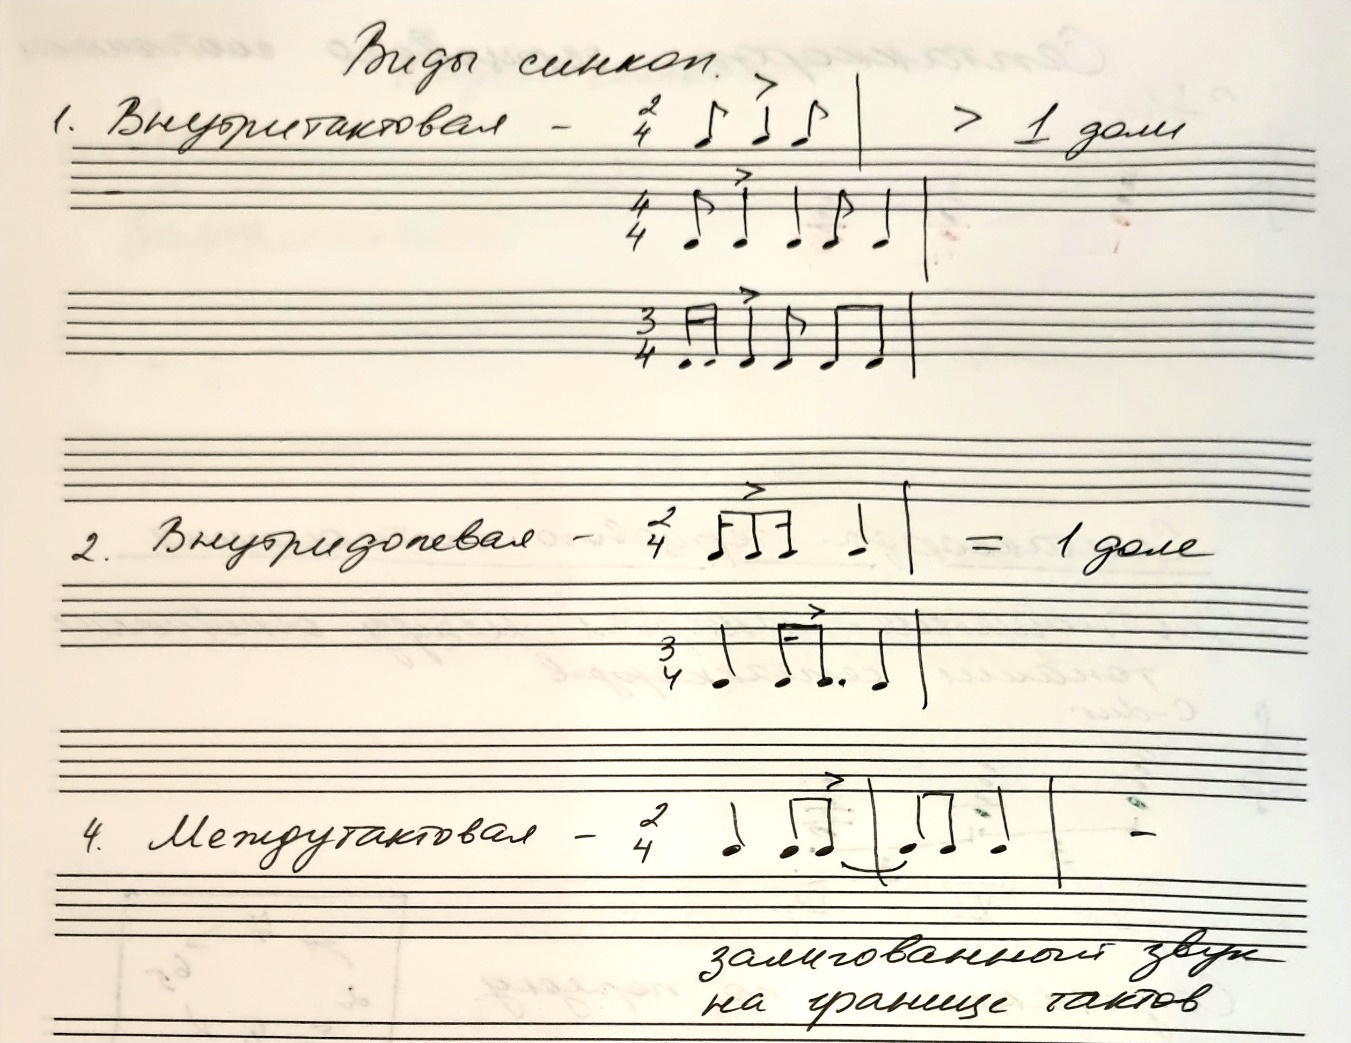 Виды синкоп.
1. Внутритактовая - 2/4 > 1 доли
4/4
3/4
2. Внутридолевая - 2/4 = 1 доле
3/4
4. Междутактовая - 2/4 -
залигованный звук
на границе тактов